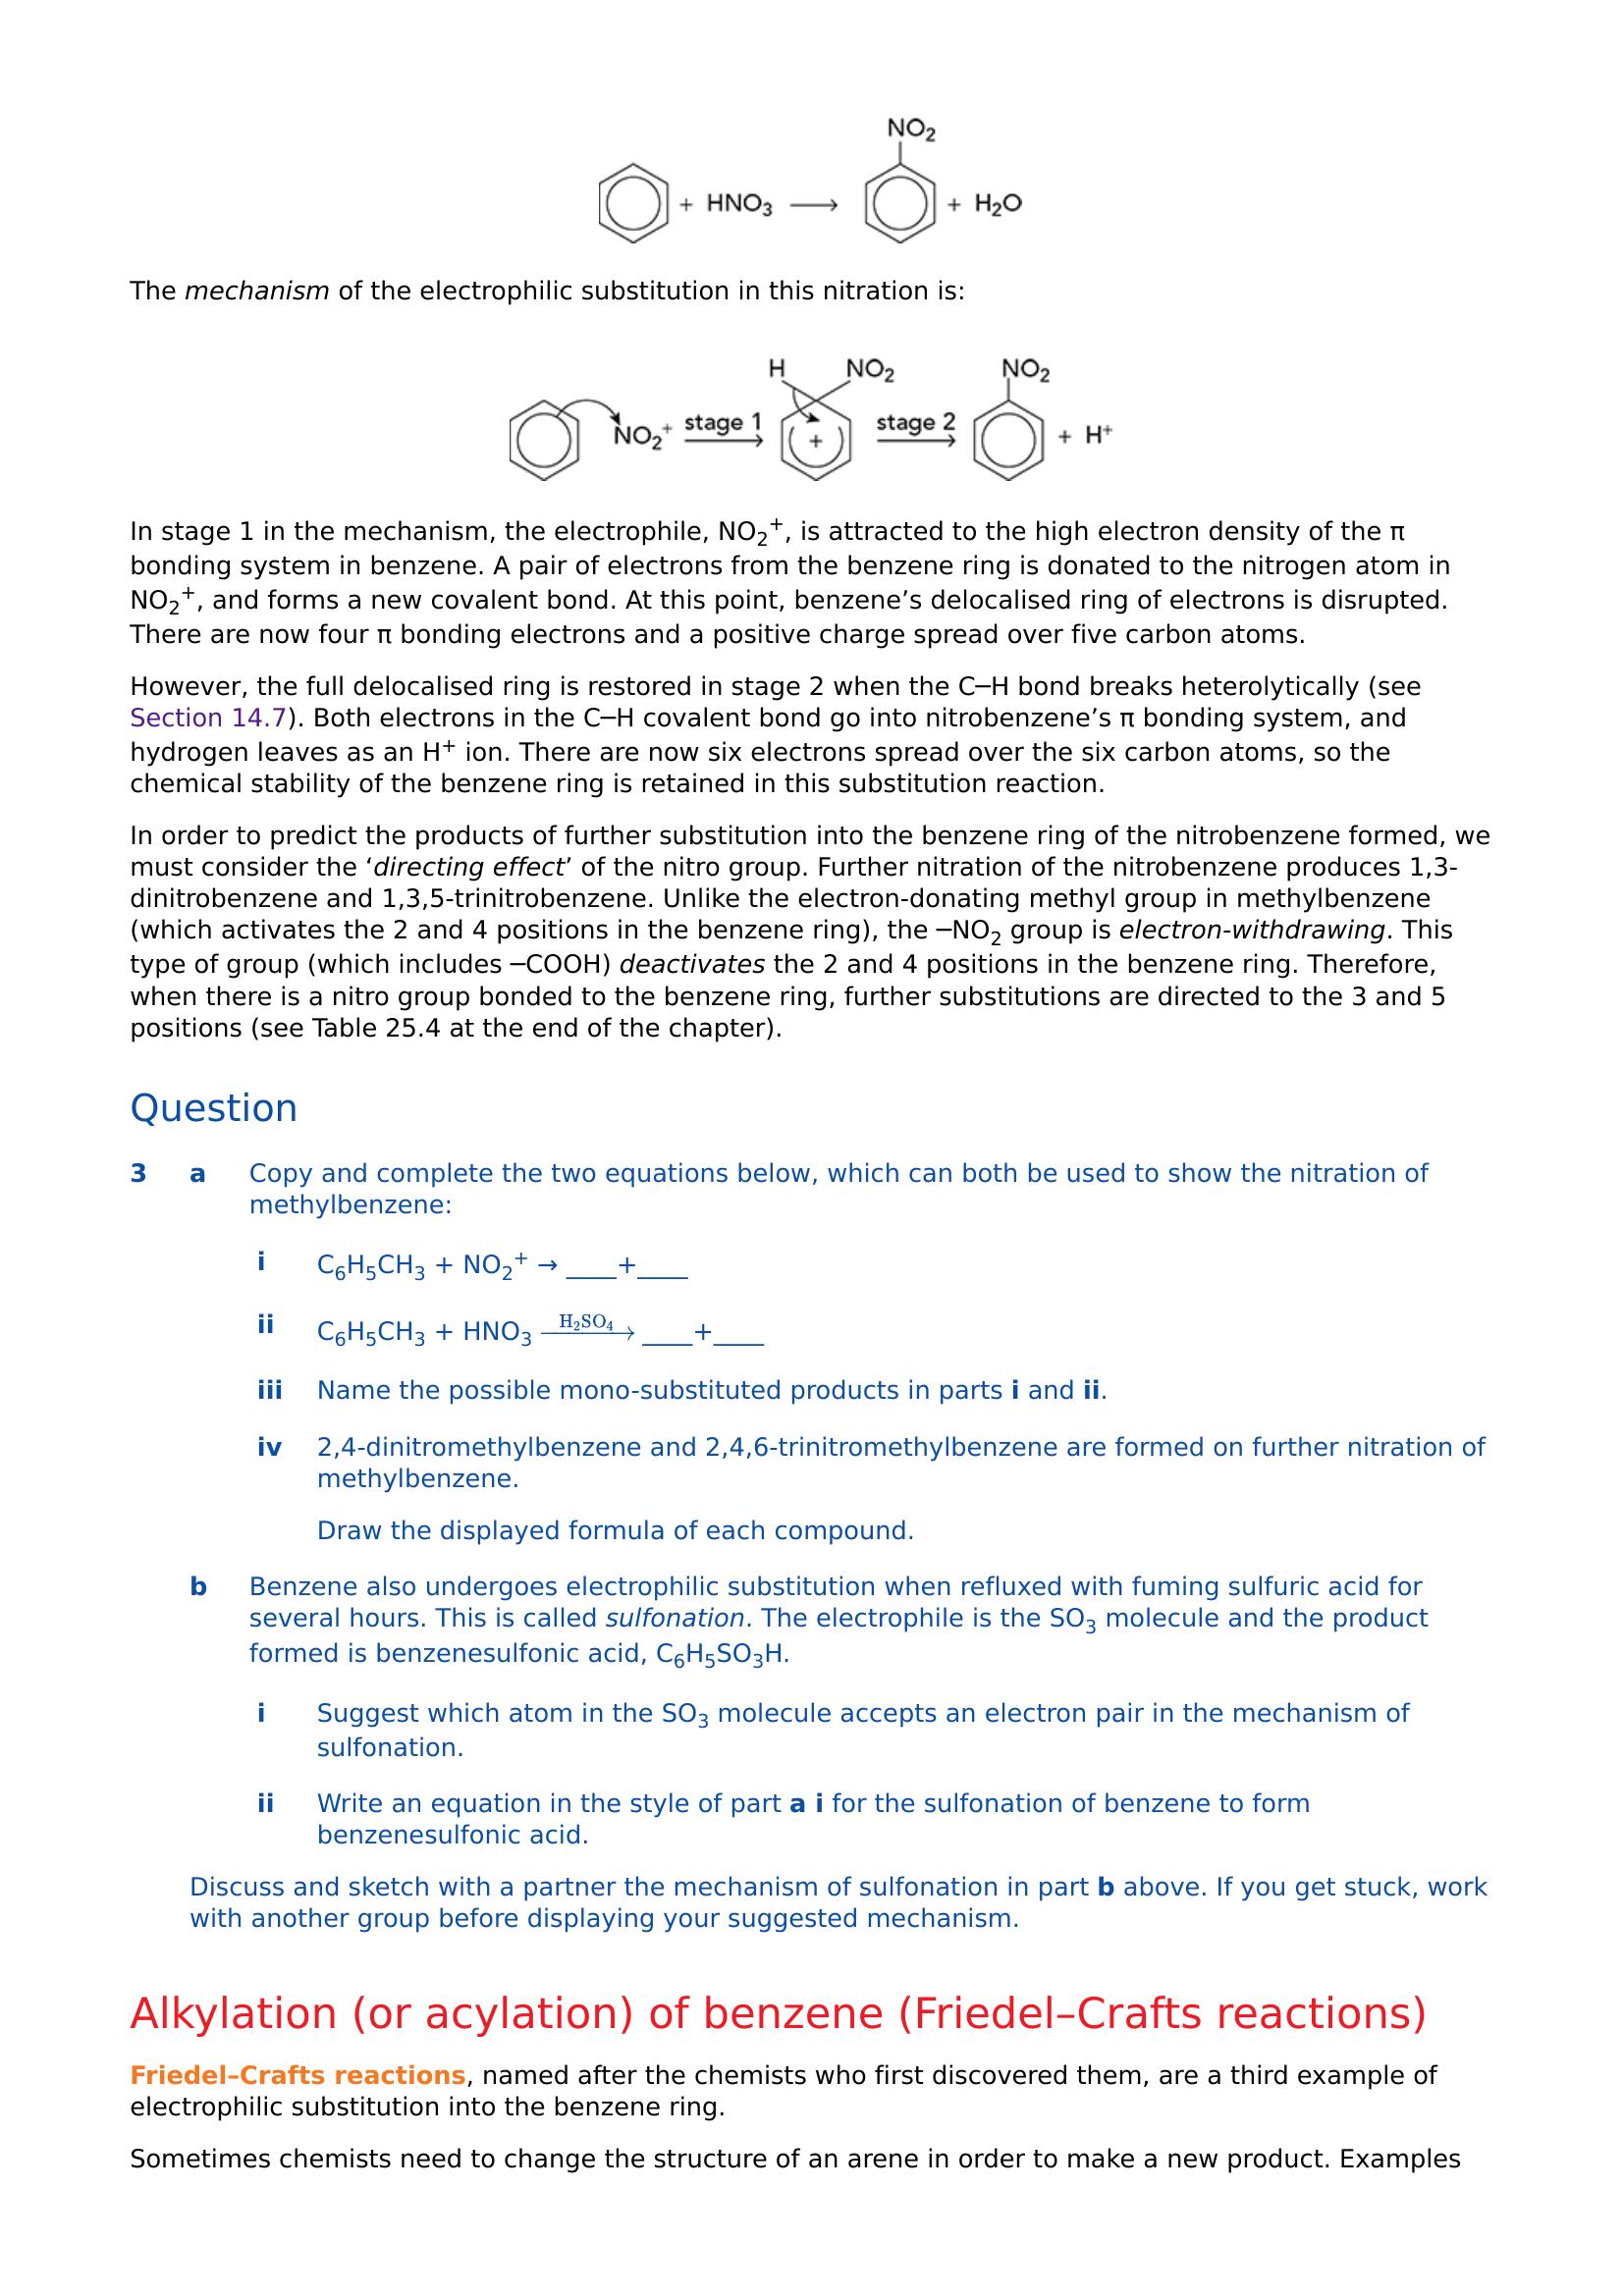 NO₂
+ HNO₃ ⟶ + H₂O
The mechanism of the electrophilic substitution in this nitration is:
H NO₂ NO₂
NO₂⁺ stage 1 + stage 2 + H⁺
In stage 1 in the mechanism, the electrophile, NO₂⁺, is attracted to the high electron density of the π
bonding system in benzene. A pair of electrons from the benzene ring is donated to the nitrogen atom in
NO₂⁺, and forms a new covalent bond. At this point, benzene’s delocalised ring of electrons is disrupted.
There are now four π bonding electrons and a positive charge spread over five carbon atoms.
However, the full delocalised ring is restored in stage 2 when the C─H bond breaks heterolytically (see
Section 14.7). Both electrons in the C─H covalent bond go into nitrobenzene’s π bonding system, and
hydrogen leaves as an H⁺ ion. There are now six electrons spread over the six carbon atoms, so the
chemical stability of the benzene ring is retained in this substitution reaction.
In order to predict the products of further substitution into the benzene ring of the nitrobenzene formed, we
must consider the ‘directing effect’ of the nitro group. Further nitration of the nitrobenzene produces 1,3-
dinitrobenzene and 1,3,5-trinitrobenzene. Unlike the electron-donating methyl group in methylbenzene
(which activates the 2 and 4 positions in the benzene ring), the ─NO₂ group is electron-withdrawing. This
type of group (which includes ─COOH) deactivates the 2 and 4 positions in the benzene ring. Therefore,
when there is a nitro group bonded to the benzene ring, further substitutions are directed to the 3 and 5
positions (see Table 25.4 at the end of the chapter).
Question
3 a Copy and complete the two equations below, which can both be used to show the nitration of
methylbenzene:
i C₆H₅CH₃ + NO₂⁺ → ____+____
ii C₆H₅CH₃ + HNO₃ ⟶ H₂SO₄ ____+____
iii Name the possible mono-substituted products in parts i and ii.
iv 2,4-dinitromethylbenzene and 2,4,6-trinitromethylbenzene are formed on further nitration of
methylbenzene.
Draw the displayed formula of each compound.
b Benzene also undergoes electrophilic substitution when refluxed with fuming sulfuric acid for
several hours. This is called sulfonation. The electrophile is the SO₃ molecule and the product
formed is benzenesulfonic acid, C₆H₅SO₃H.
i Suggest which atom in the SO₃ molecule accepts an electron pair in the mechanism of
sulfonation.
ii Write an equation in the style of part a i for the sulfonation of benzene to form
benzenesulfonic acid.
Discuss and sketch with a partner the mechanism of sulfonation in part b above. If you get stuck, work
with another group before displaying your suggested mechanism.
Alkylation (or acylation) of benzene (Friedel–Crafts reactions)
Friedel–Crafts reactions, named after the chemists who first discovered them, are a third example of
electrophilic substitution into the benzene ring.
Sometimes chemists need to change the structure of an arene in order to make a new product. Examples